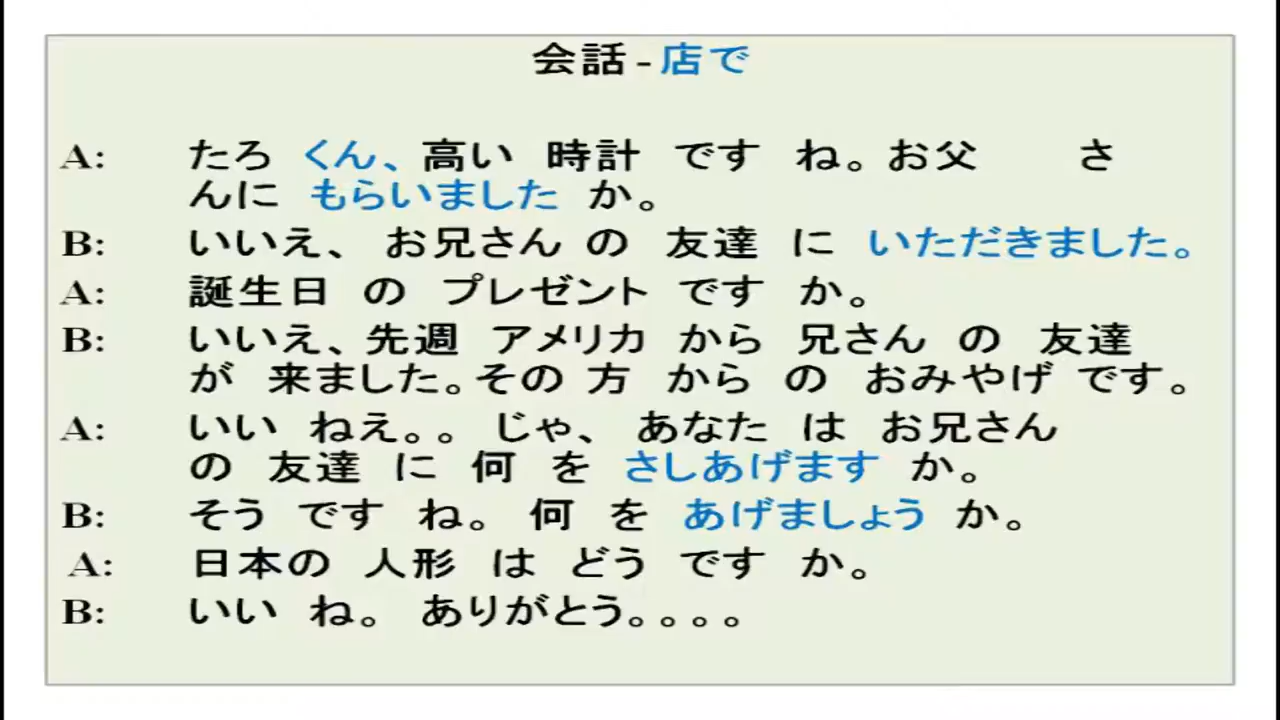 会話 - 店で
A: たろ くん、高い 時計 です ね。お父 さ
んに もらいました か。
B: いいえ、 お兄さん の 友達 に いただきました。
A: 誕生日 の プレゼント です か。
B: いいえ、先週 アメリカ から 兄さん の 友達
が 来ました。その 方 から の おみやげ です。
A: いい ねえ。。じゃ、 あなた は お兄さん
の 友達 に 何 を さしあげます か。
B: そう です ね。 何 を あげましょう か。
A: 日本の 人形 は どう です か。
B: いい ね。 ありがとう。。。。。